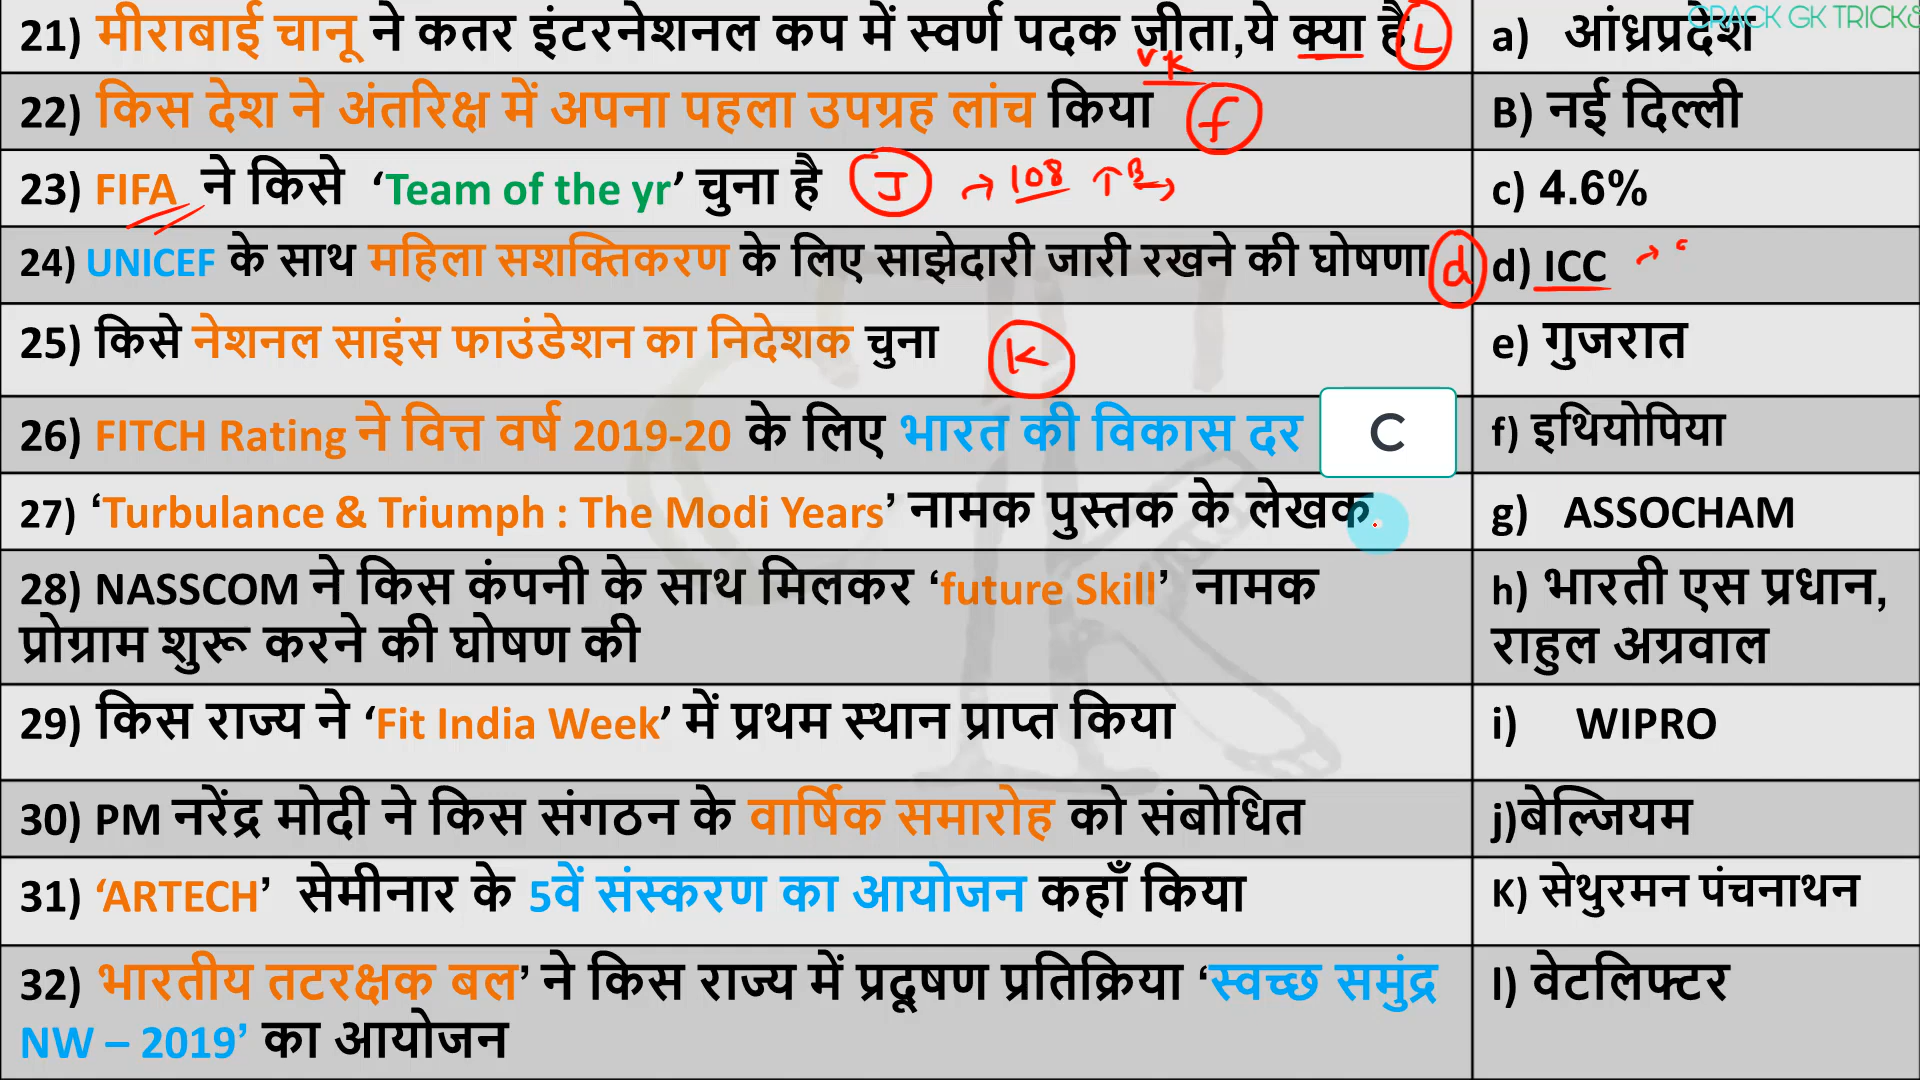 CRACK GK TRICKS
21) मीराबाई चानू ने कतर इंटरनेशनल कप में स्वर्ण पदक जीता,ये क्या है L
a) आंध्रप्रदेश
VK
22) किस देश ने अंतरिक्ष में अपना पहला उपग्रह लांच किया f
B) नई दिल्ली
23) FIFA ने किसे ‘Team of the yr’ चुना है J → 108 ↑ B →
c) 4.6%
24) UNICEF के साथ महिला सशक्तिकरण के लिए साझेदारी जारी रखने की घोषणा d
d) ICC →
25) किसे नेशनल साइंस फाउंडेशन का निदेशक चुना K
e) गुजरात
26) FITCH Rating ने वित्त वर्ष 2019-20 के लिए भारत की विकास दर C
f) इथियोपिया
27) ‘Turbulance & Triumph : The Modi Years’ नामक पुस्तक के लेखक
g) ASSOCHAM
28) NASSCOM ने किस कंपनी के साथ मिलकर ‘future Skill’ नामक
प्रोग्राम शुरू करने की घोषण की
h) भारती एस प्रधान,
राहुल अग्रवाल
29) किस राज्य ने ‘Fit India Week’ में प्रथम स्थान प्राप्त किया
i) WIPRO
30) PM नरेंद्र मोदी ने किस संगठन के वार्षिक समारोह को संबोधित
j)बेल्जियम
31) ‘ARTECH’ सेमीनार के 5वें संस्करण का आयोजन कहाँ किया
K) सेथुरमन पंचनाथन
32) भारतीय तटरक्षक बल’ ने किस राज्य में प्रदूषण प्रतिक्रिया ‘स्वच्छ समुंद्र
NW – 2019’ का आयोजन
l) वेटलिफ्टर